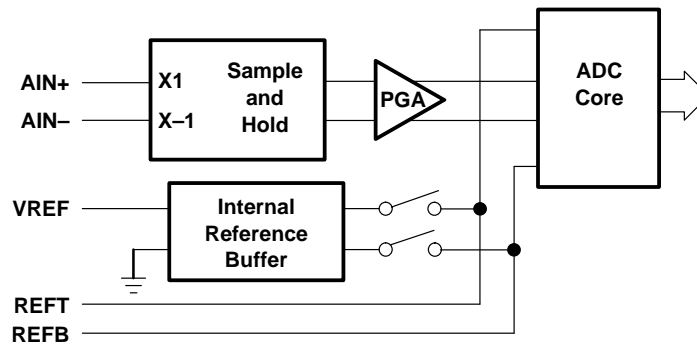 AIN+
AIN–
X1
X–1
Sample
and
Hold
PGA
ADC
Core
VREF
Internal
Reference
Buffer
REFT
REFB